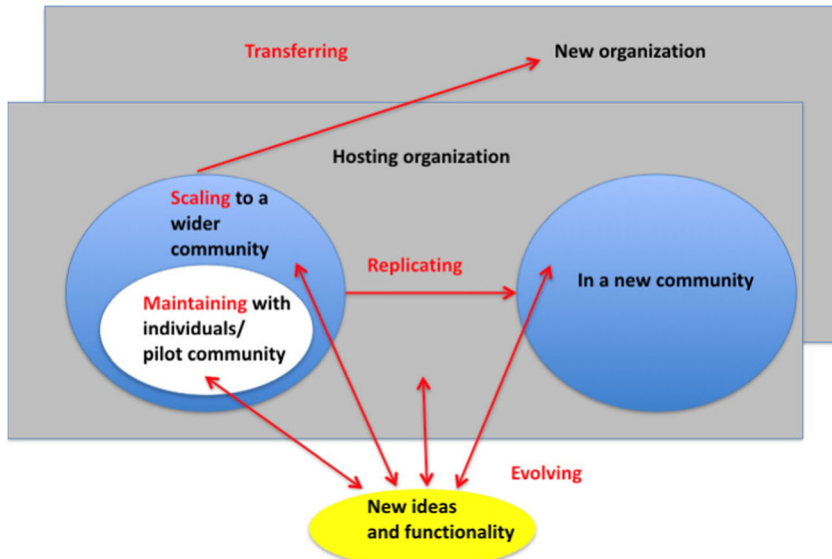 Transferring
New organization
Hosting organization
Scaling to a
wider
community
Replicating
In a new community
Maintaining with
individuals/
pilot community
Evolving
New ideas
and functionality